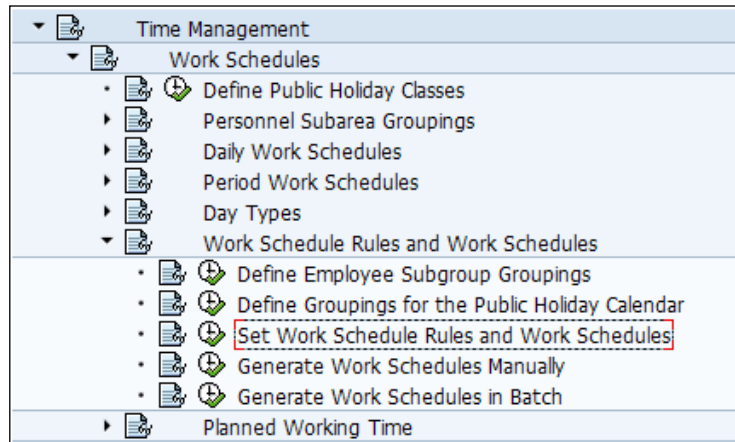 Time Management
Work Schedules
Define Public Holiday Classes
Personnel Subarea Groupings
Daily Work Schedules
Period Work Schedules
Day Types
Work Schedule Rules and Work Schedules
Define Employee Subgroup Groupings
Define Groupings for the Public Holiday Calendar
Set Work Schedule Rules and Work Schedules
Generate Work Schedules Manually
Generate Work Schedules in Batch
Planned Working Time